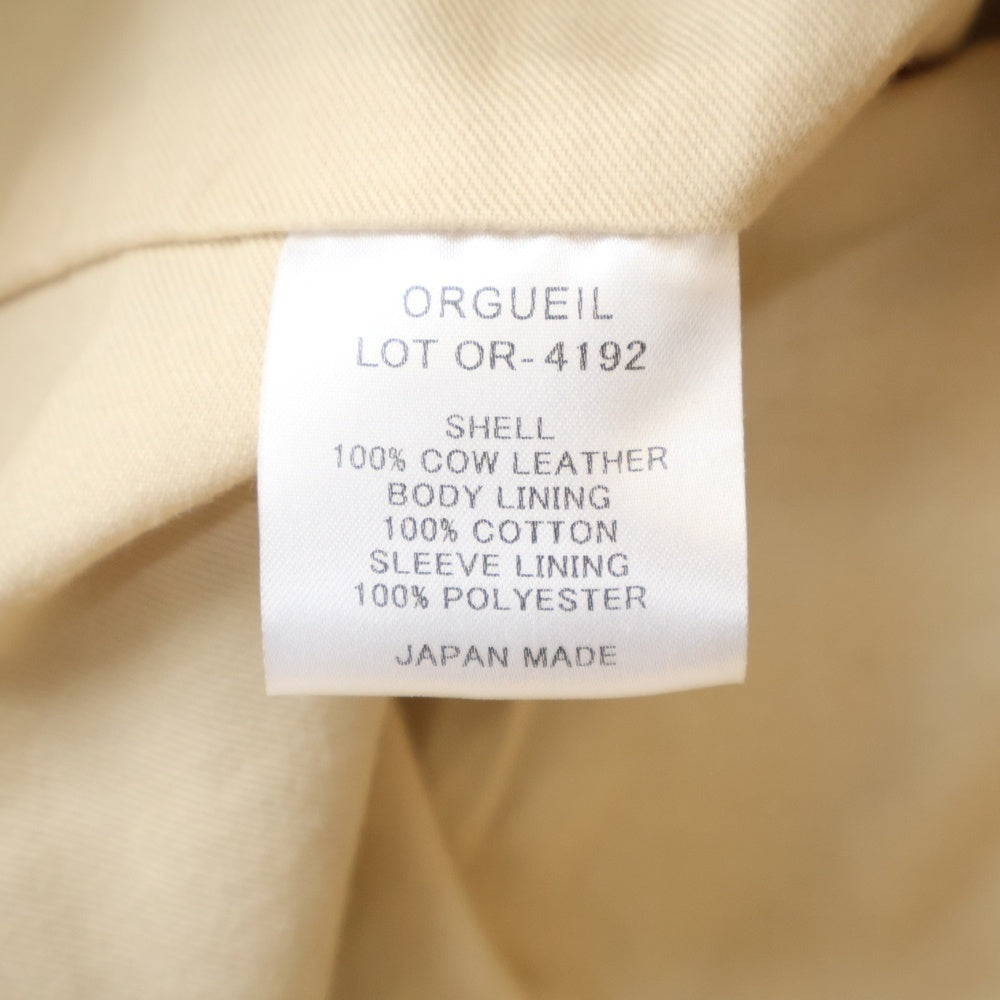 ORGUEIL
LOT OR-4192
SHELL
100% COW LEATHER
BODY LINING
100% COTTON
SLEEVE LINING
100% POLYESTER
JAPAN MADE